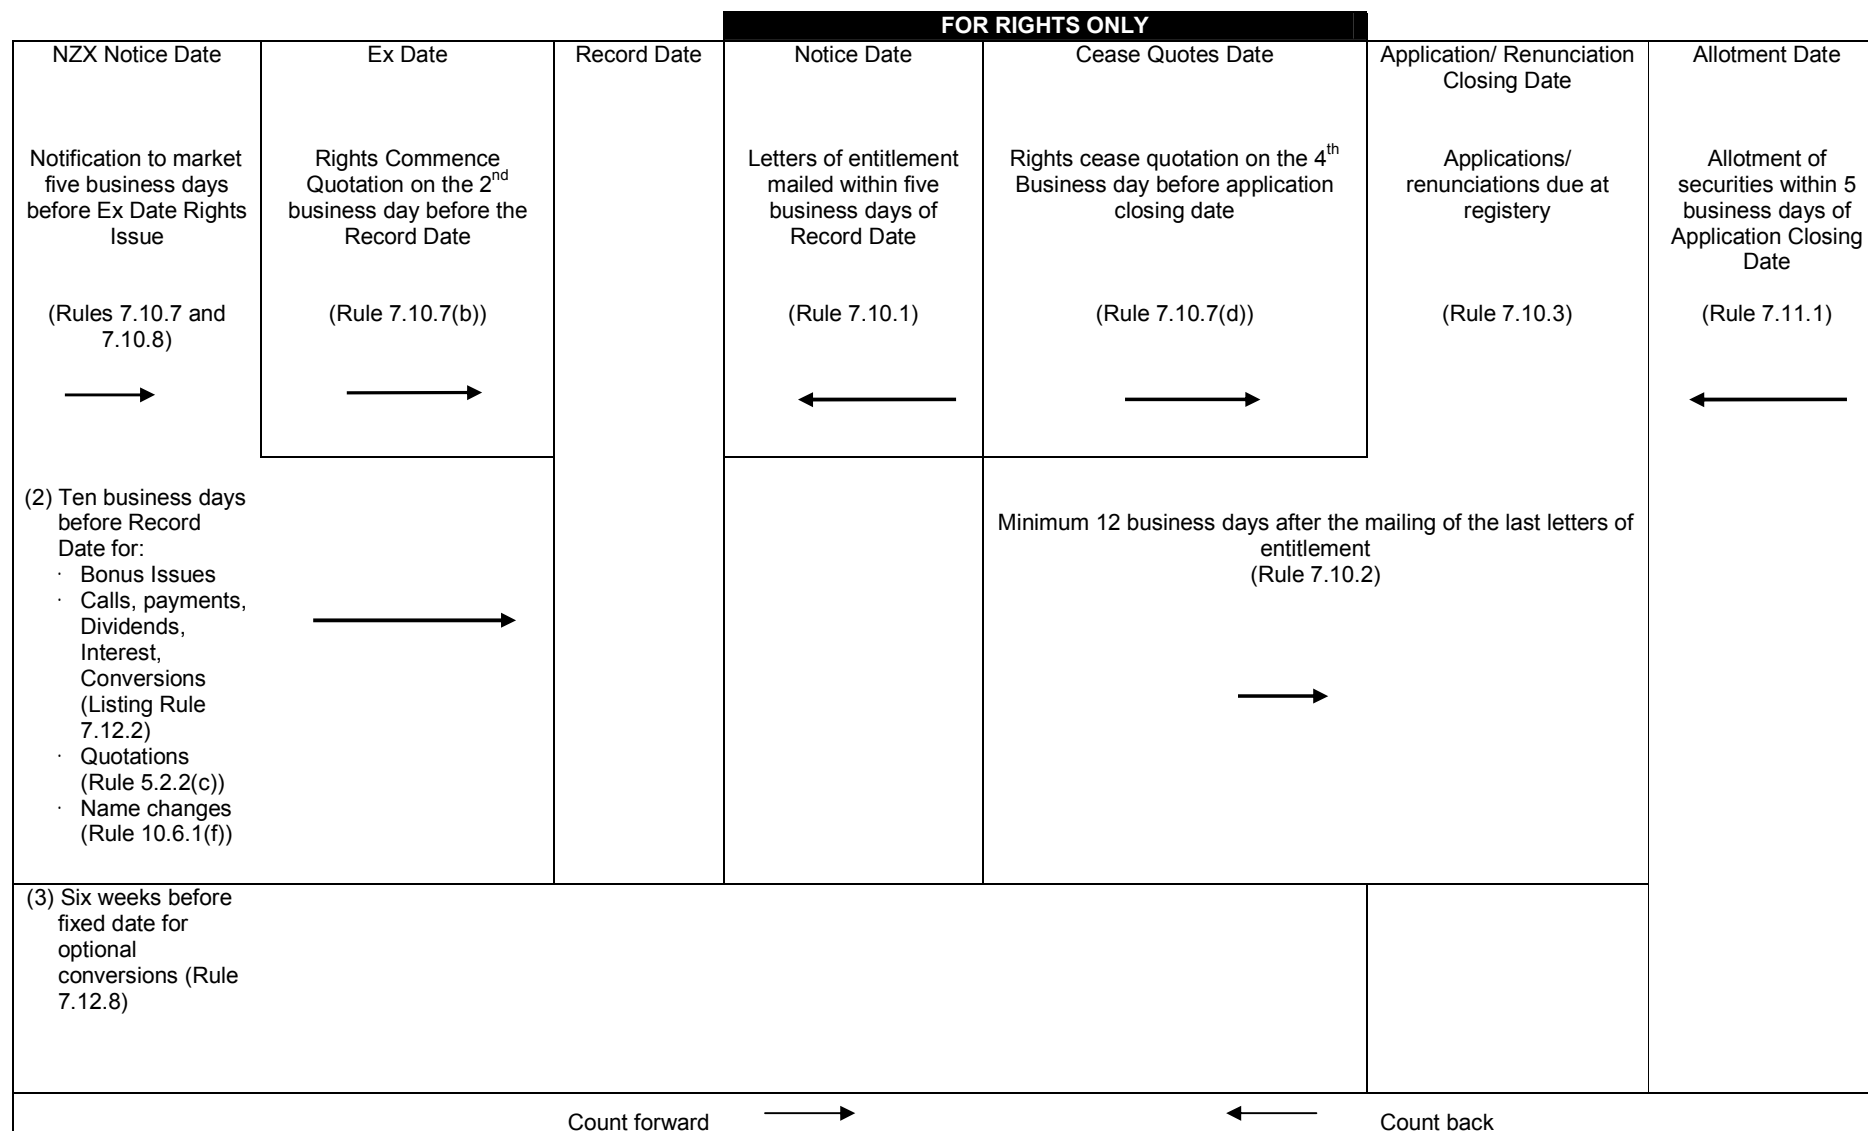 FOR RIGHTS ONLY
NZX Notice Date
Notification to market
five business days
before Ex Date Rights
Issue
(Rules 7.10.7 and
7.10.8)
Ex Date
Rights Commence
Quotation on the 2nd
business day before the
Record Date
(Rule 7.10.7(b))
Record Date
Notice Date
Letters of entitlement
mailed within five
business days of
Record Date
(Rule 7.10.1)
Cease Quotes Date
Rights cease quotation on the 4th
Business day before application
closing date
(Rule 7.10.7(d))
Application/ Renunciation
Closing Date
Applications/
renunciations due at
registery
(Rule 7.10.3)
Allotment Date
Allotment of
securities within 5
business days of
Application Closing
Date
(Rule 7.11.1)
(2) Ten business days
before Record
Date for:
· Bonus Issues
· Calls, payments,
Dividends,
Interest,
Conversions
(Listing Rule
7.12.2)
· Quotations
(Rule 5.2.2(c))
· Name changes
(Rule 10.6.1(f))
Minimum 12 business days after the mailing of the last letters of
entitlement
(Rule 7.10.2)
(3) Six weeks before
fixed date for
optional
conversions (Rule
7.12.8)
Count forward
Count back